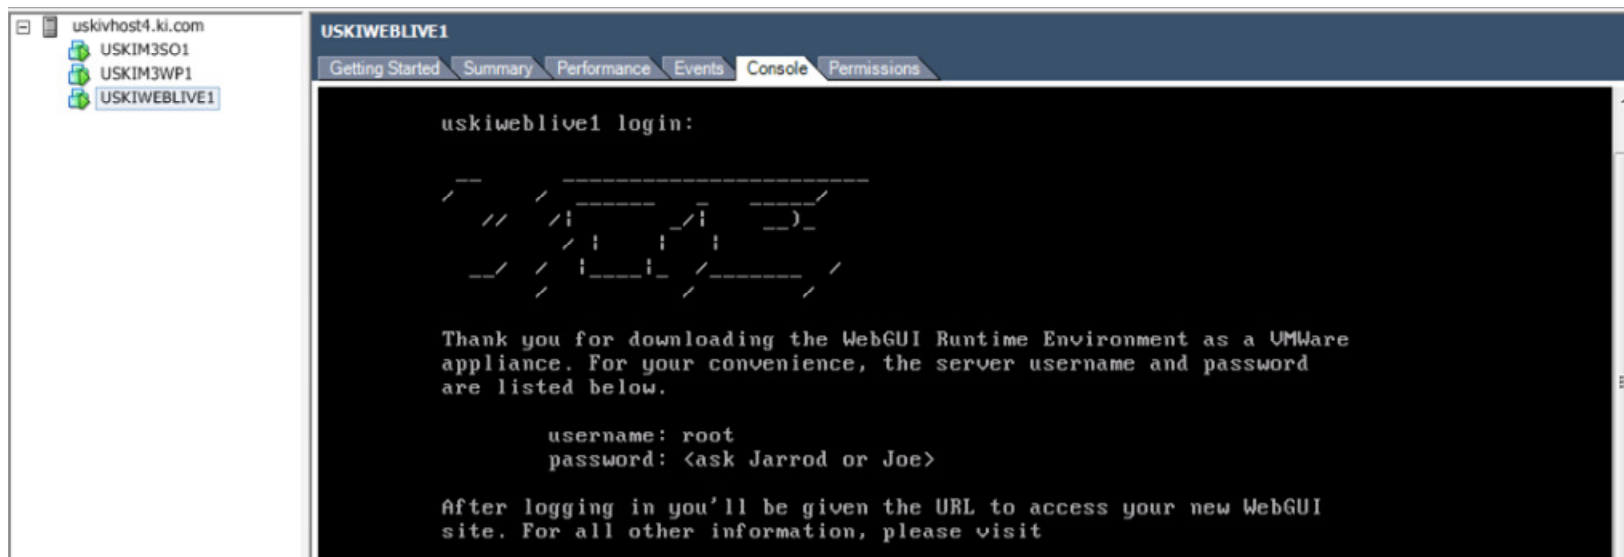 uskivhost4.ki.com
USKIM3SO1
USKIM3WP1
USKIWEBLIVE1
USKIWEBLIVE1
Getting Started Summary Performance Events Console Permissions
uskiweblive1 login:
Thank you for downloading the WebGUI Runtime Environment as a VMWare
appliance. For your convenience, the server username and password
are listed below.
username: root
password: <ask Jarrod or Joe>
After logging in you'll be given the URL to access your new WebGUI
site. For all other information, please visit